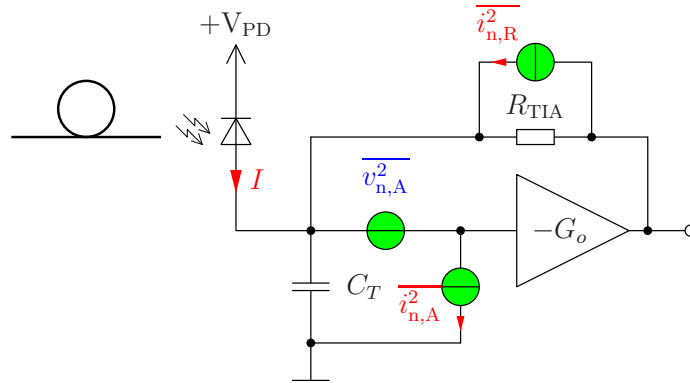 +V_PD
i²_n,R
R_TIA
v²_n,A
I
−G_o
C_T
i²_n,A